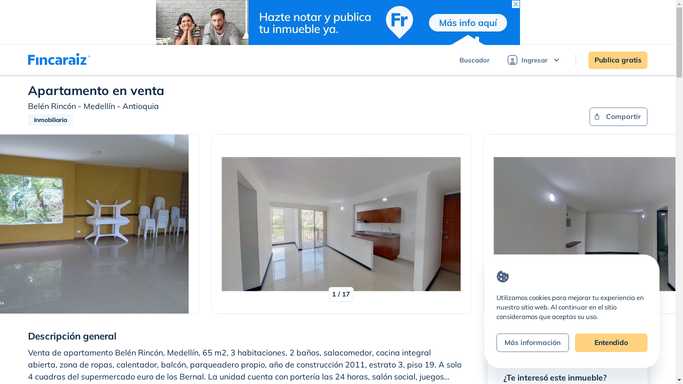 Hazte notar y publica
tu inmueble ya.
Fr
Más info aquí
Fincaraiz
Buscador
Ingresar
Publica gratis
Apartamento en venta
Belén Rincón - Medellín - Antioquia
Inmobiliaria
Compartir
1 / 17
Utilizamos cookies para mejorar tu experiencia en
nuestro sitio web. Al continuar en el sitio
consideramos que aceptas su uso.
Más información
Entendido
Descripción general
Venta de apartamento Belén Rincón, Medellín, 65 m2, 3 habitaciones, 2 baños, salacomedor, cocina integral
abierta, zona de ropas, calentador, balcón, parqueadero propio, año de construcción 2011, estrato 3, piso 19. A solo
4 cuadras del supermercado euro de los Bernal. La unidad cuenta con portería las 24 horas, salón social, juegos...
¿Te interesó este inmueble?